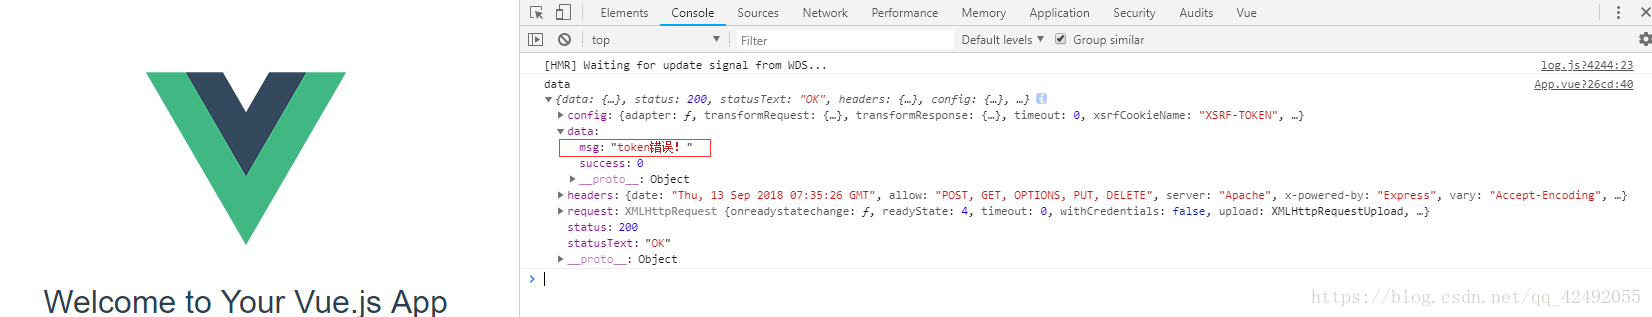 Elements Console Sources Network Performance Memory Application Security Audits Vue
top Filter Default levels Group similar
[HMR] Waiting for update signal from WDS... log.js?4244:23
data App.vue?26cd:40
{data: {…}, status: 200, statusText: "OK", headers: {…}, config: {…}, …}
config: {adapter: ƒ, transformRequest: {…}, transformResponse: {…}, timeout: 0, xsrfCookieName: "XSRF-TOKEN", …}
data:
msg: "token错误! "
success: 0
__proto__: Object
headers: {date: "Thu, 13 Sep 2018 07:35:26 GMT", allow: "POST, GET, OPTIONS, PUT, DELETE", server: "Apache", x-powered-by: "Express", vary: "Accept-Encoding", …}
request: XMLHttpRequest {onreadystatechange: ƒ, readyState: 4, timeout: 0, withCredentials: false, upload: XMLHttpRequestUpload, …}
status: 200
statusText: "OK"
__proto__: Object
Welcome to Your Vue.js App
https://blog.csdn.net/qq_42492055